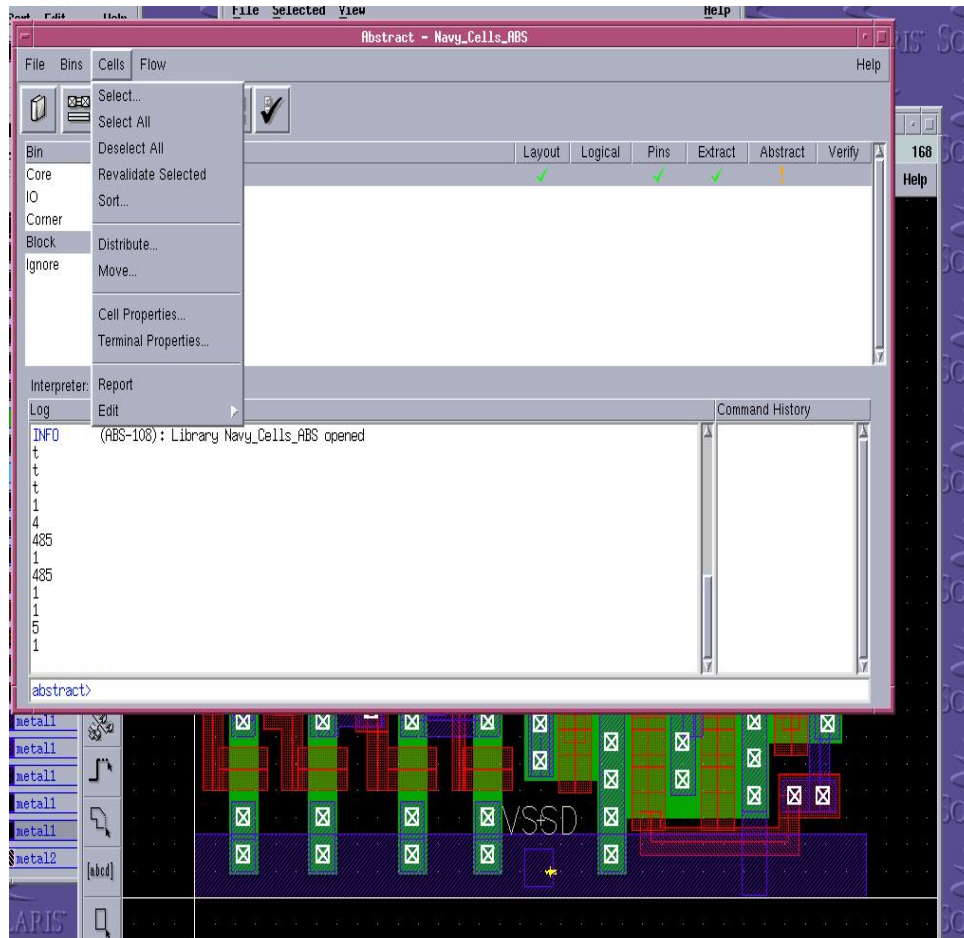 File Selected View Help
Abstract - Navy_Cells_ABS
File Bins Cells Flow Help
Select...
Select All
Deselect All
Revalidate Selected
Sort...
Distribute...
Move...
Cell Properties...
Terminal Properties...
Report
Edit
Bin Layout Logical Pins Extract Abstract Verify
Core
IO
Corner
Block
Ignore
168
Help
Interpreter:
Log Command History
INFO (ABS-108): Library Navy_Cells_ABS opened
t
t
t
1
4
485
1
485
1
1
5
1
abstract>
metal1
metal1
metal1
metal1
metal1
metal2
[abcd]
VSSD